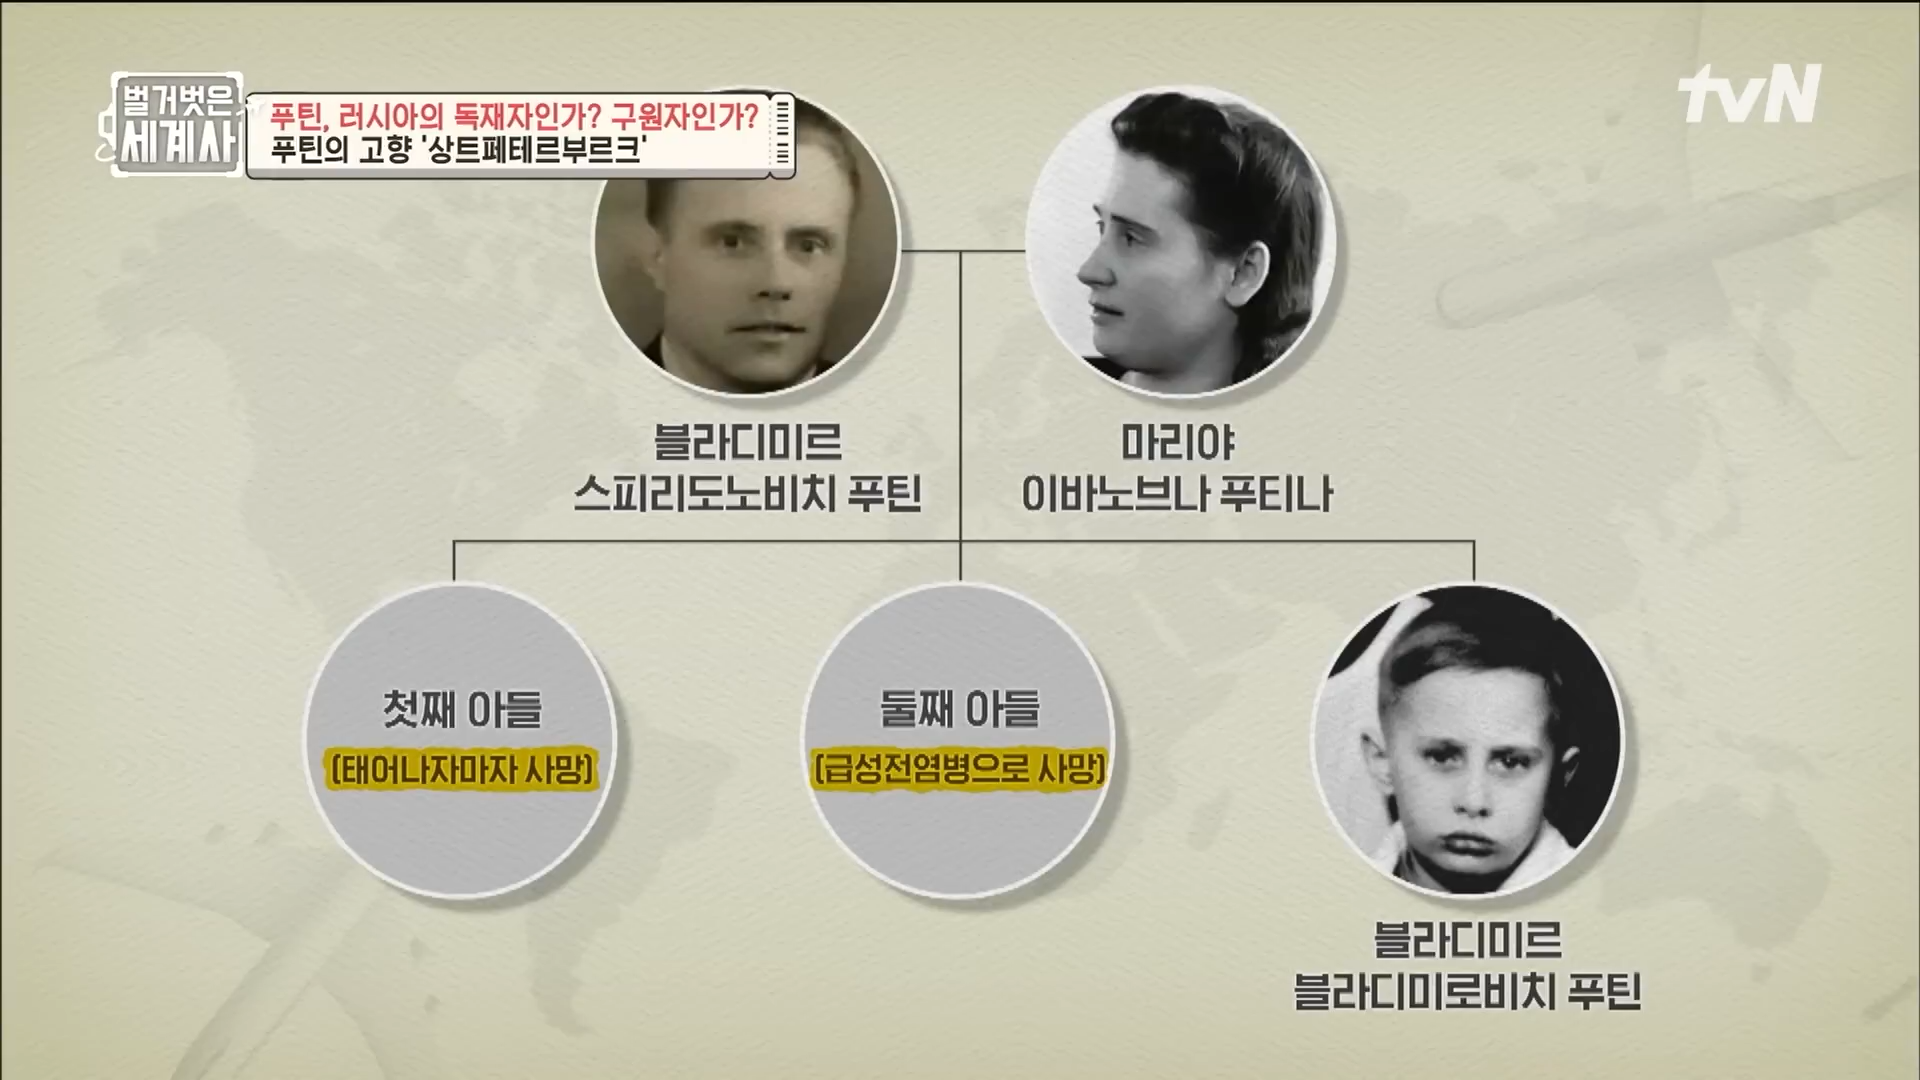 벌거벗은
세계사
푸틴, 러시아의 독재자인가? 구원자인가?
푸틴의 고향 '상트페테르부르크'
tvN
블라디미르
스피리도노비치 푸틴
마리야
이바노브나 푸티나
첫째 아들
(태어나자마자 사망)
둘째 아들
(급성전염병으로 사망)
블라디미르
블라디미로비치 푸틴